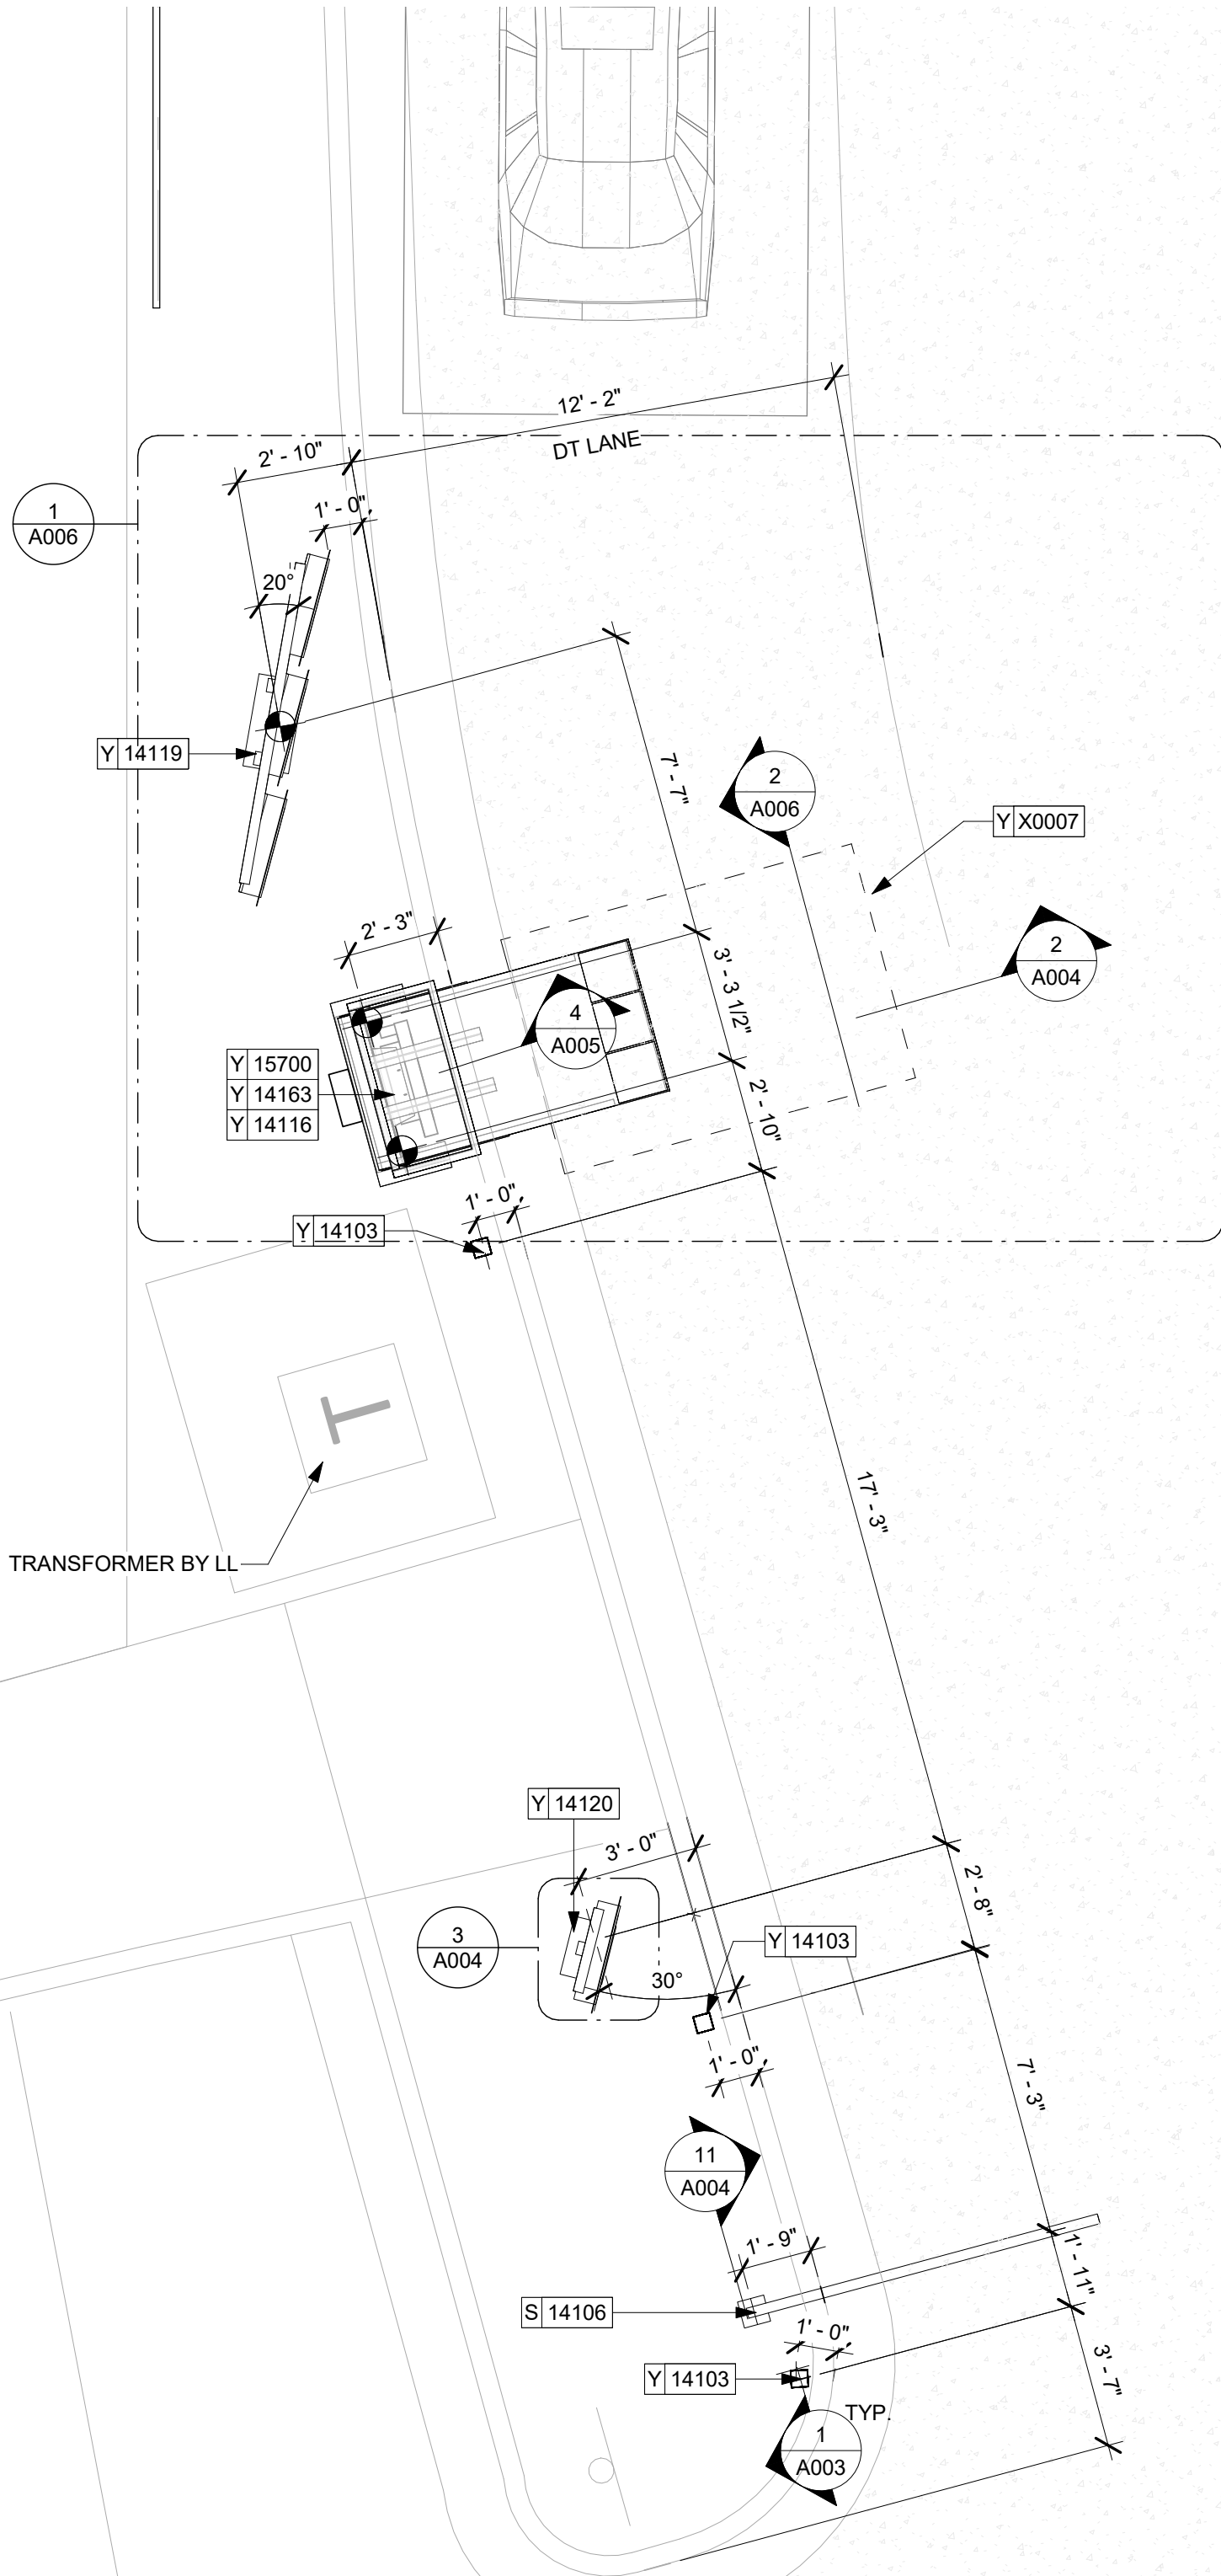 12' - 2"
DT LANE
2' - 10"
1' - 0"
1
A006
20°
Y 14119
7' - 7"
2
A006
Y X0007
2' - 3"
2
A004
3' - 3 1/2"
4
A005
Y 15700
Y 14163
Y 14116
2' - 10"
1' - 0"
Y 14103
T
17' - 3"
TRANSFORMER BY LL
Y 14120
3' - 0"
2' - 8"
3
A004
Y 14103
30°
1' - 0"
7' - 3"
11
A004
1' - 9"
1' - 11"
S 14106
1' - 0"
3' - 7"
Y 14103
TYP.
1
A003